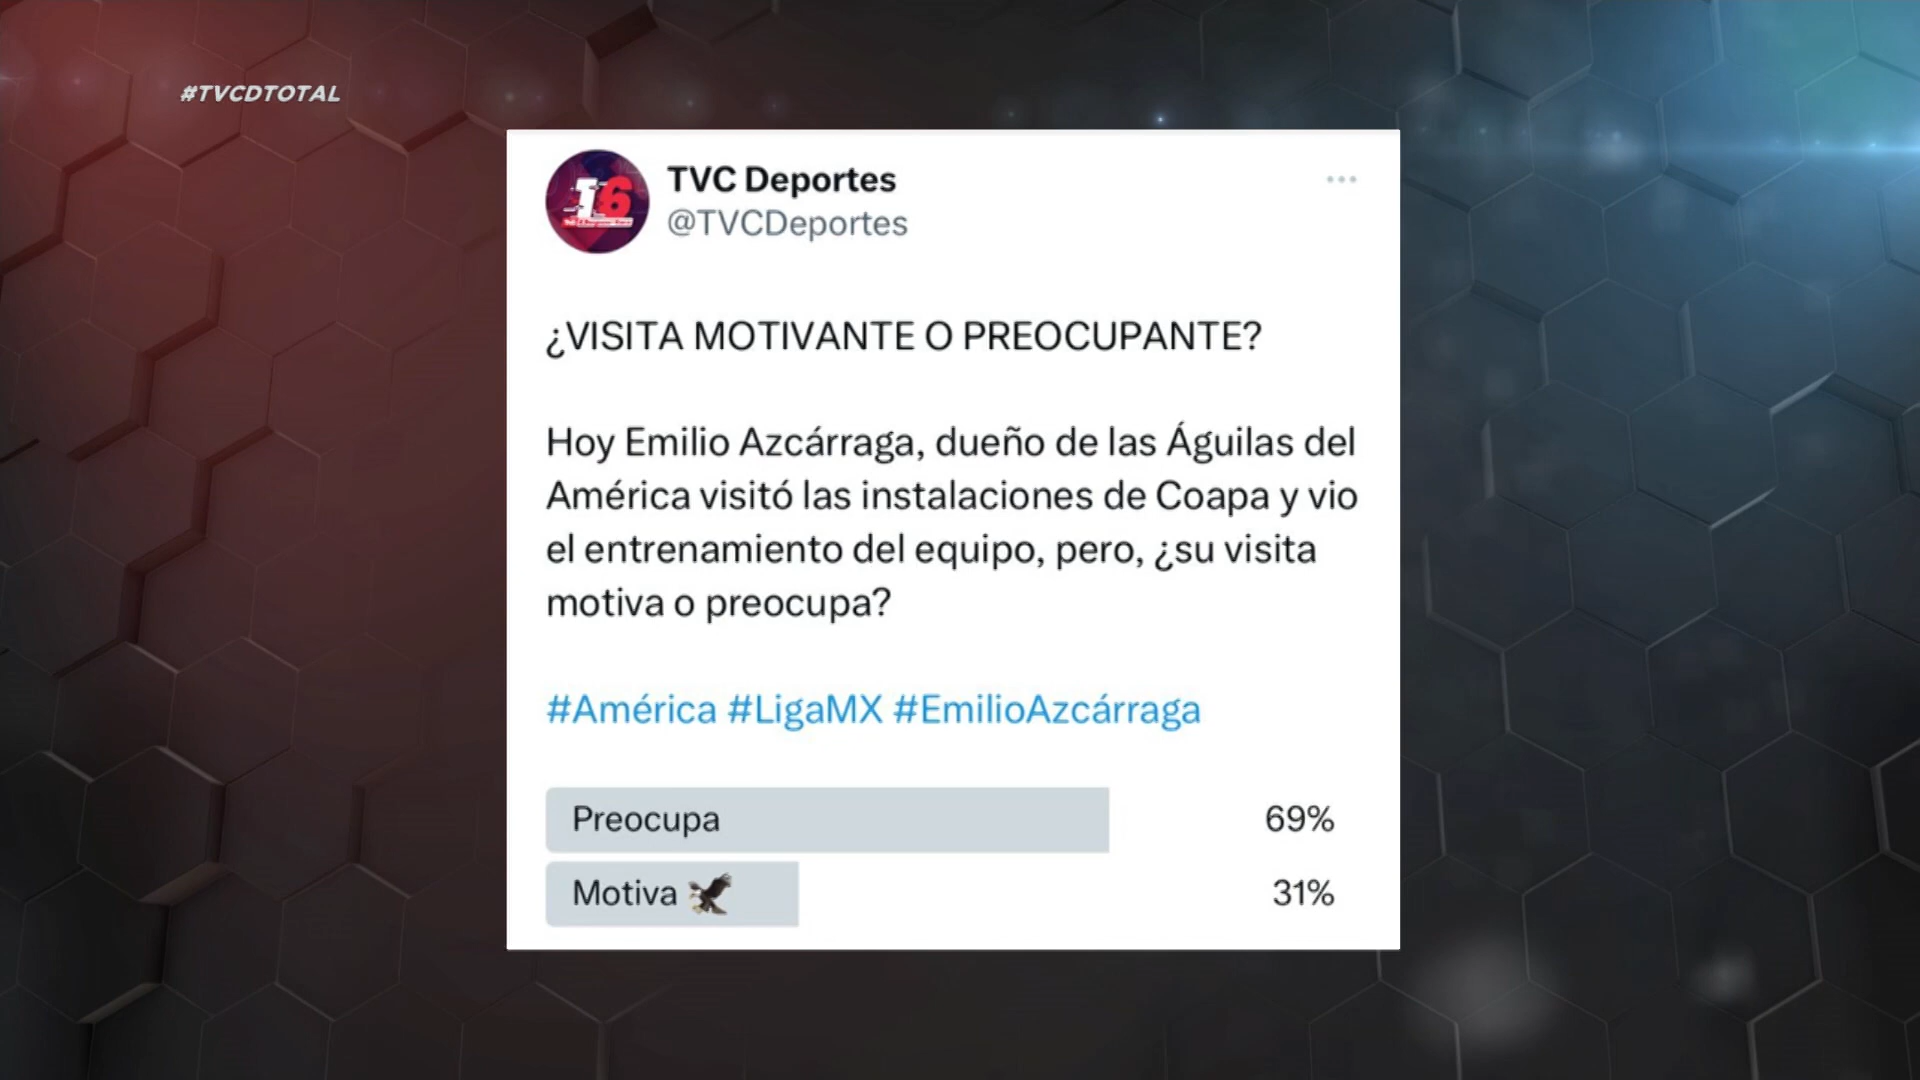 #TVCDTOTAL
TVC Deportes
@TVCDeportes
¿VISITA MOTIVANTE O PREOCUPANTE?
Hoy Emilio Azcárraga, dueño de las Águilas del
América visitó las instalaciones de Coapa y vio
el entrenamiento del equipo, pero, ¿su visita
motiva o preocupa?
#América #LigaMX #EmilioAzcárraga
Preocupa 69%
Motiva 31%